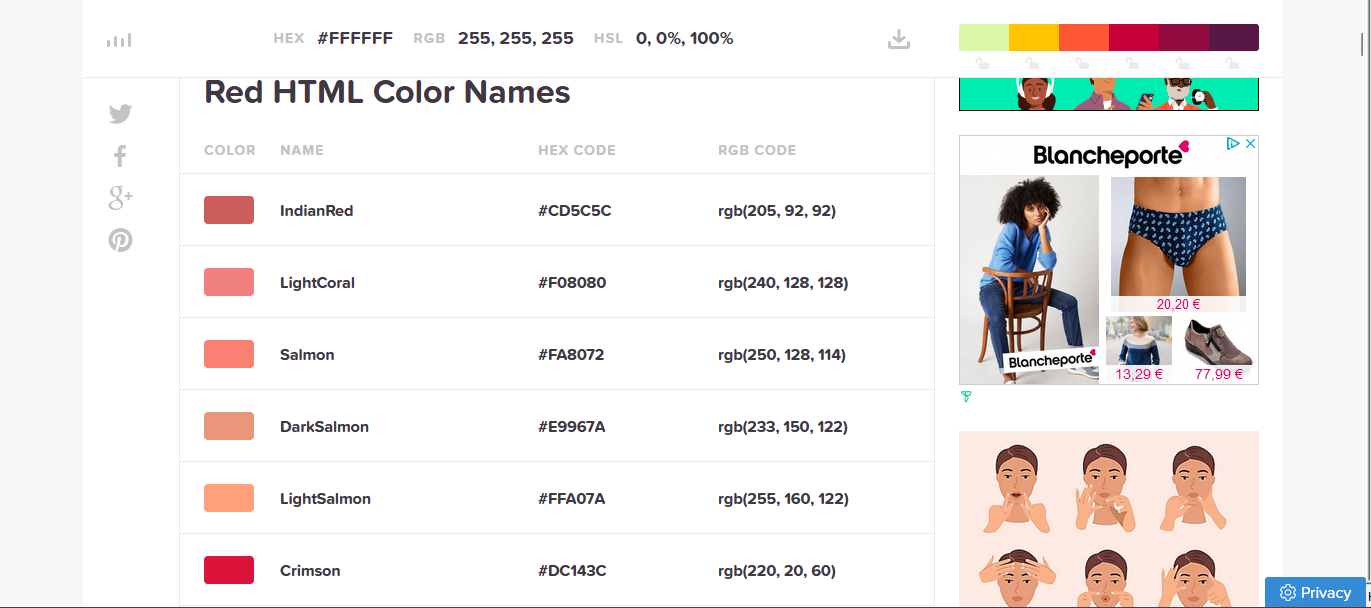 HEX #FFFFFF RGB 255, 255, 255 HSL 0, 0%, 100%
Red HTML Color Names
COLOR NAME HEX CODE RGB CODE
IndianRed #CD5C5C rgb(205, 92, 92)
LightCoral #F08080 rgb(240, 128, 128)
Salmon #FA8072 rgb(250, 128, 114)
DarkSalmon #E9967A rgb(233, 150, 122)
LightSalmon #FFA07A rgb(255, 160, 122)
Crimson #DC143C rgb(220, 20, 60)
Blancheporte
20,20 €
Blancheporte
13,29 € 77,99 €
Privacy